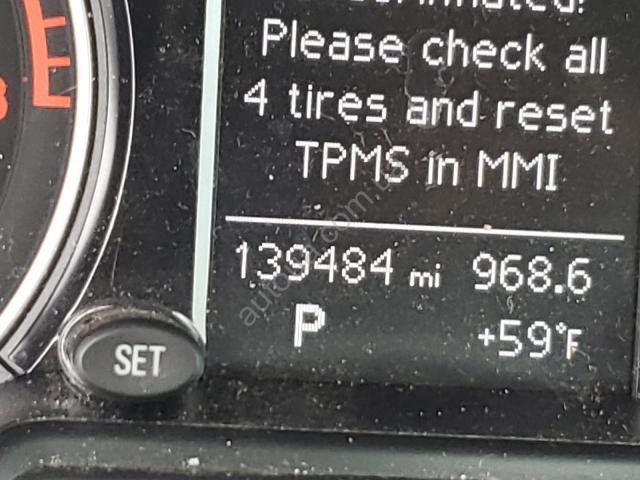 Please check all
4 tires and reset
TPMS in MMI
139484 mi 968.6
P +59°F
SET